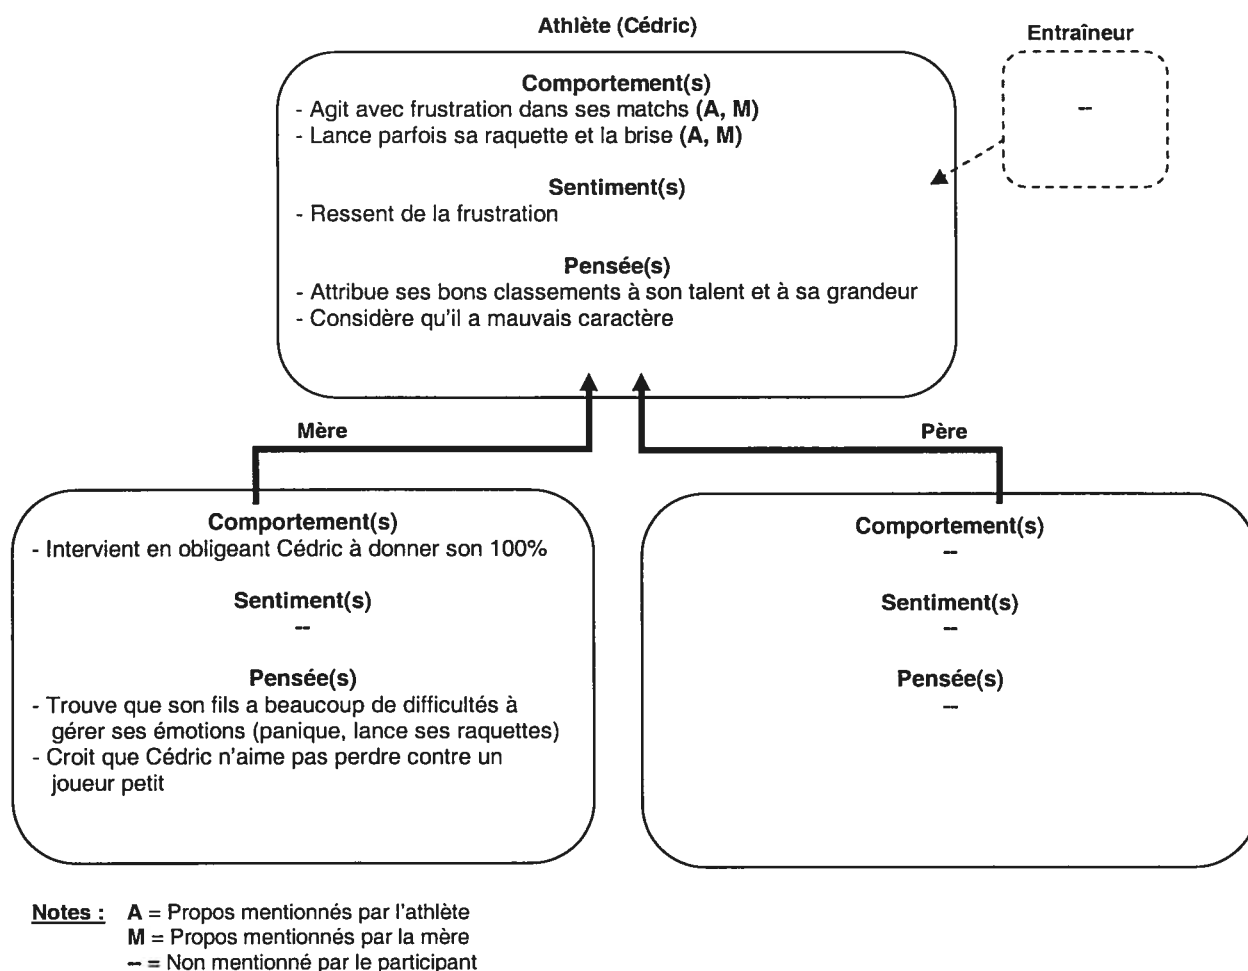 Athlète (Cédric)
Entraîneur
--
Comportement(s)
- Agit avec frustration dans ses matchs (A, M)
- Lance parfois sa raquette et la brise (A, M)
Sentiment(s)
- Ressent de la frustration
Pensée(s)
- Attribue ses bons classements à son talent et à sa grandeur
- Considère qu'il a mauvais caractère
Mère
Père
Comportement(s)
- Intervient en obligeant Cédric à donner son 100%
Sentiment(s)
--
Pensée(s)
- Trouve que son fils a beaucoup de difficultés à
gérer ses émotions (panique, lance ses raquettes)
- Croit que Cédric n'aime pas perdre contre un
joueur petit
Comportement(s)
--
Sentiment(s)
--
Pensée(s)
--
Notes : A = Propos mentionnés par l'athlète
M = Propos mentionnés par la mère
-- = Non mentionné par le participant